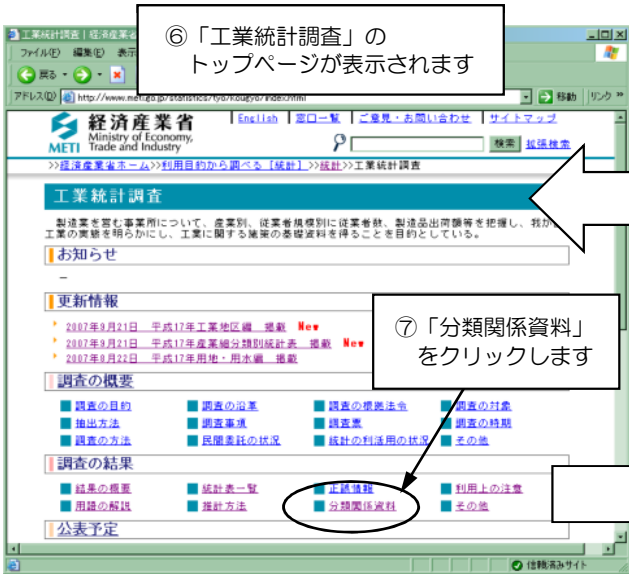 工業統計調査 | 経済産業省
ファイル(F) 編集(E) 表示
⑥「工業統計調査」の
トップページが表示されます
戻る
アドレス(D) http://www.meti.go.jp/statistics/tyo/kougyo/index.html 移動 リンク »
経済産業省
Ministry of Economy,
Trade and Industry
METI
English | 窓口一覧 | ご意見・お問い合わせ | サイトマップ
検索 拡張検索
>>経済産業省ホーム>>利用目的から調べる [統計] >>統計>>工業統計調査
工業統計調査
製造業を営む事業所について、産業別、従業者規模別に従業者数、製造品出荷額等を把握し、我が
工業の実態を明らかにし、工業に関する施策の基礎資料を得ることを目的としている。
お知らせ
–
更新情報
2007年9月21日 平成17年工業地区編 掲載 New
2007年9月21日 平成17年産業細分類別統計表 掲載 New
2007年8月22日 平成17年用地・用水編 掲載
⑦「分類関係資料」
をクリックします
調査の概要
調査の目的 調査の沿革 調査の根拠法令 調査の対象
抽出方法 調査事項 調査票 調査の時期
調査の方法 民間委託の状況 統計の利活用の状況 その他
調査の結果
結果の概要 統計表一覧 正誤情報 利用上の注意
用語の解説 推計方法 分類関係資料 その他
公表予定
信頼済みサイト